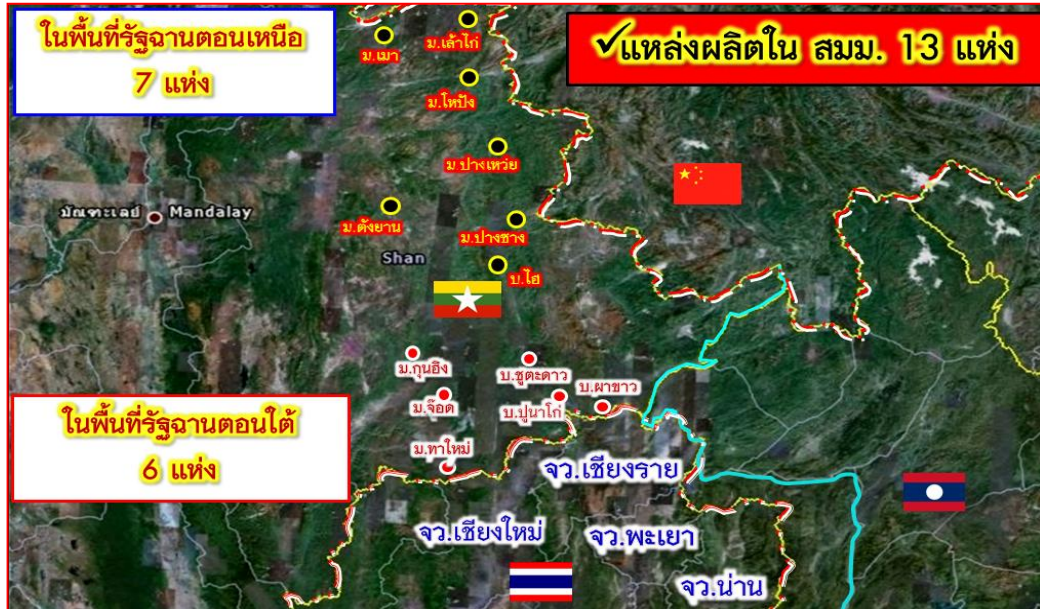 ในพื้นที่รัฐฉานตอนเหนือ
7 แห่ง
✓แหล่งผลิตใน สมม. 13 แห่ง
ม.เมา
ม.เล้าไก่
ม.โหปัง
ม.ปางเหว่ย
มัณฑะเลย์
Mandalay
ม.ตังยาน
ม.ปางซาง
Shan
บ.ไฮ
ม.กุนฮิง
บ.ชูตะดาว
ม.จ๊อต
บ.ปูนาโก่
บ.ผาขาว
ม.ทาใหม่
ในพื้นที่รัฐฉานตอนใต้
6 แห่ง
จว.เชียงราย
จว.เชียงใหม่
จว.พะเยา
จว.น่าน